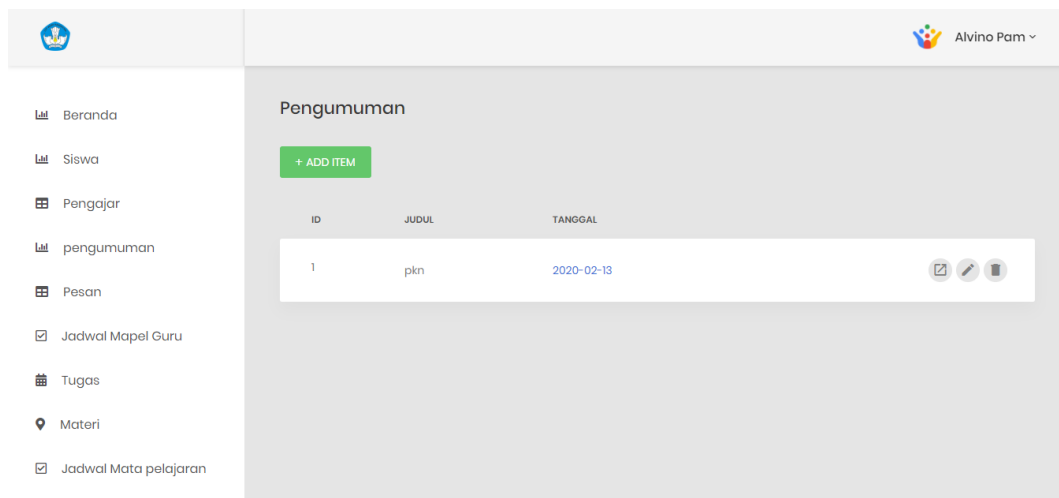 Alvino Pam
Beranda
Siswa
Pengajar
pengumuman
Pesan
Jadwal Mapel Guru
Tugas
Materi
Jadwal Mata pelajaran
Pengumuman
+ ADD ITEM
ID JUDUL TANGGAL
1 pkn 2020-02-13